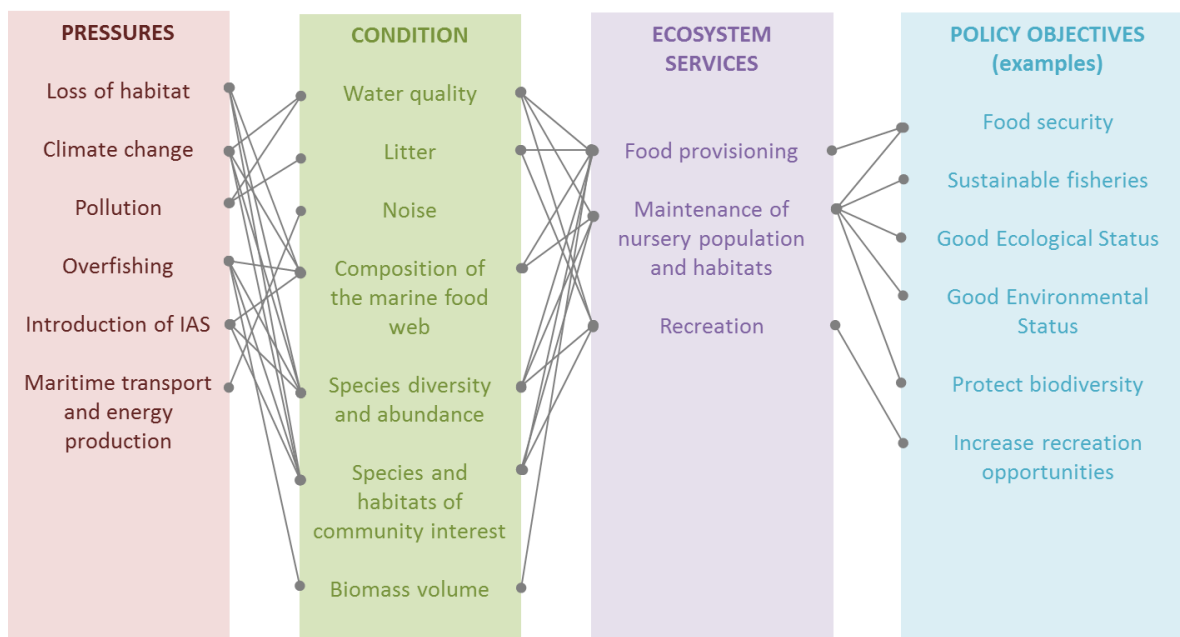 PRESSURES
Loss of habitat
Climate change
Pollution
Overfishing
Introduction of IAS
Maritime transport
and energy
production
CONDITION
Water quality
Litter
Noise
Composition of
the marine food
web
Species diversity
and abundance
Species and
habitats of
community interest
Biomass volume
ECOSYSTEM
SERVICES
Food provisioning
Maintenance of
nursery population
and habitats
Recreation
POLICY OBJECTIVES
(examples)
Food security
Sustainable fisheries
Good Ecological Status
Good Environmental
Status
Protect biodiversity
Increase recreation
opportunities